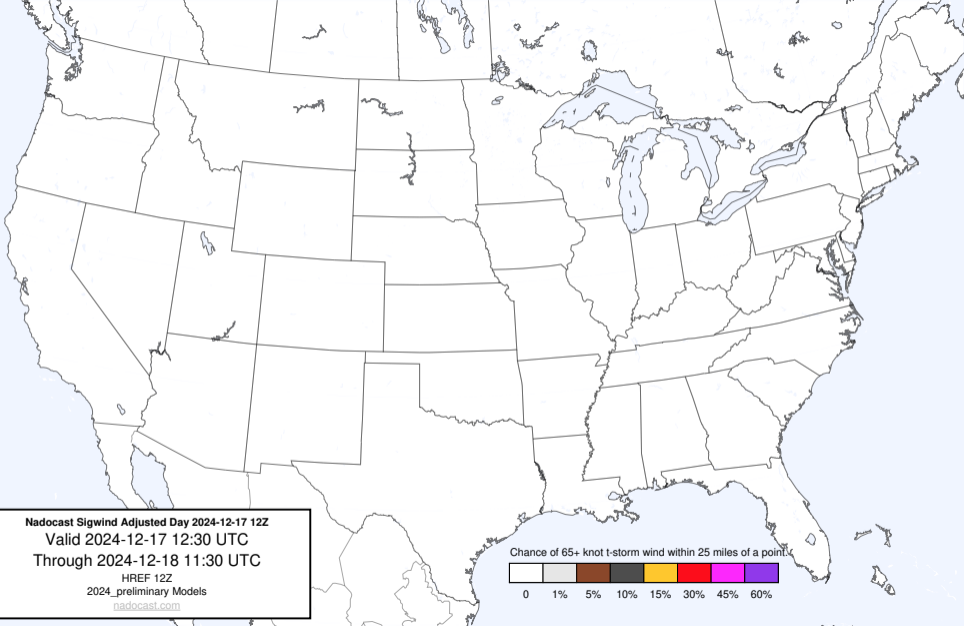 Nadocast Sigwind Adjusted Day 2024-12-17 12Z
Valid 2024-12-17 12:30 UTC
Through 2024-12-18 11:30 UTC
HREF 12Z
2024_preliminary Models
nadocast.com
Chance of 65+ knot t-storm wind within 25 miles of a point.
0 1% 5% 10% 15% 30% 45% 60%